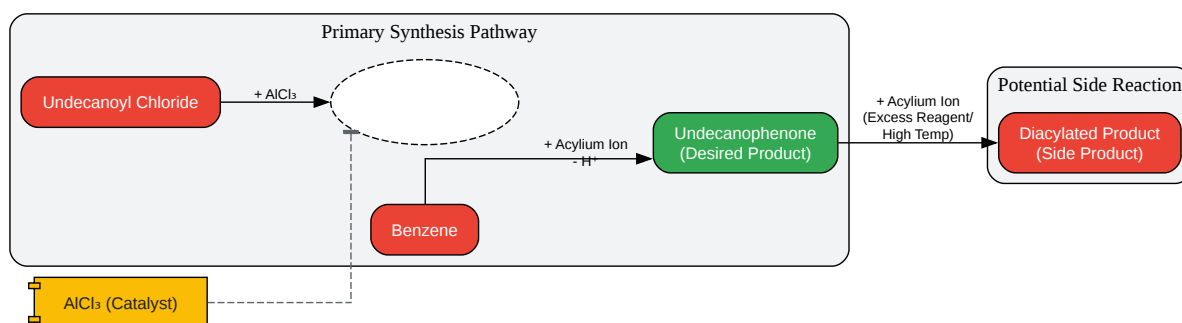 Primary Synthesis Pathway
Undecanoyl Chloride
+ AlCl₃
+ Acylium Ion
- H⁺
Benzene
Undecanophenone
(Desired Product)
+ Acylium Ion
(Excess Reagent/
High Temp)
Potential Side Reaction
Diacylated Product
(Side Product)
AlCl₃ (Catalyst)